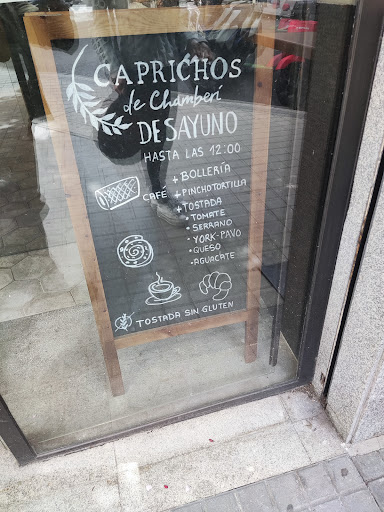 CAPRICHOS
de Chamberí
DESAYUNO
HASTA LAS 12:00
CAFÉ
+ BOLLERÍA
+ PINCHO TORTILLA
+ TOSTADA
- TOMATE
- SERRANO
- YORK-PAVO
- QUESO
- AGUACATE
TOSTADA SIN GLUTEN